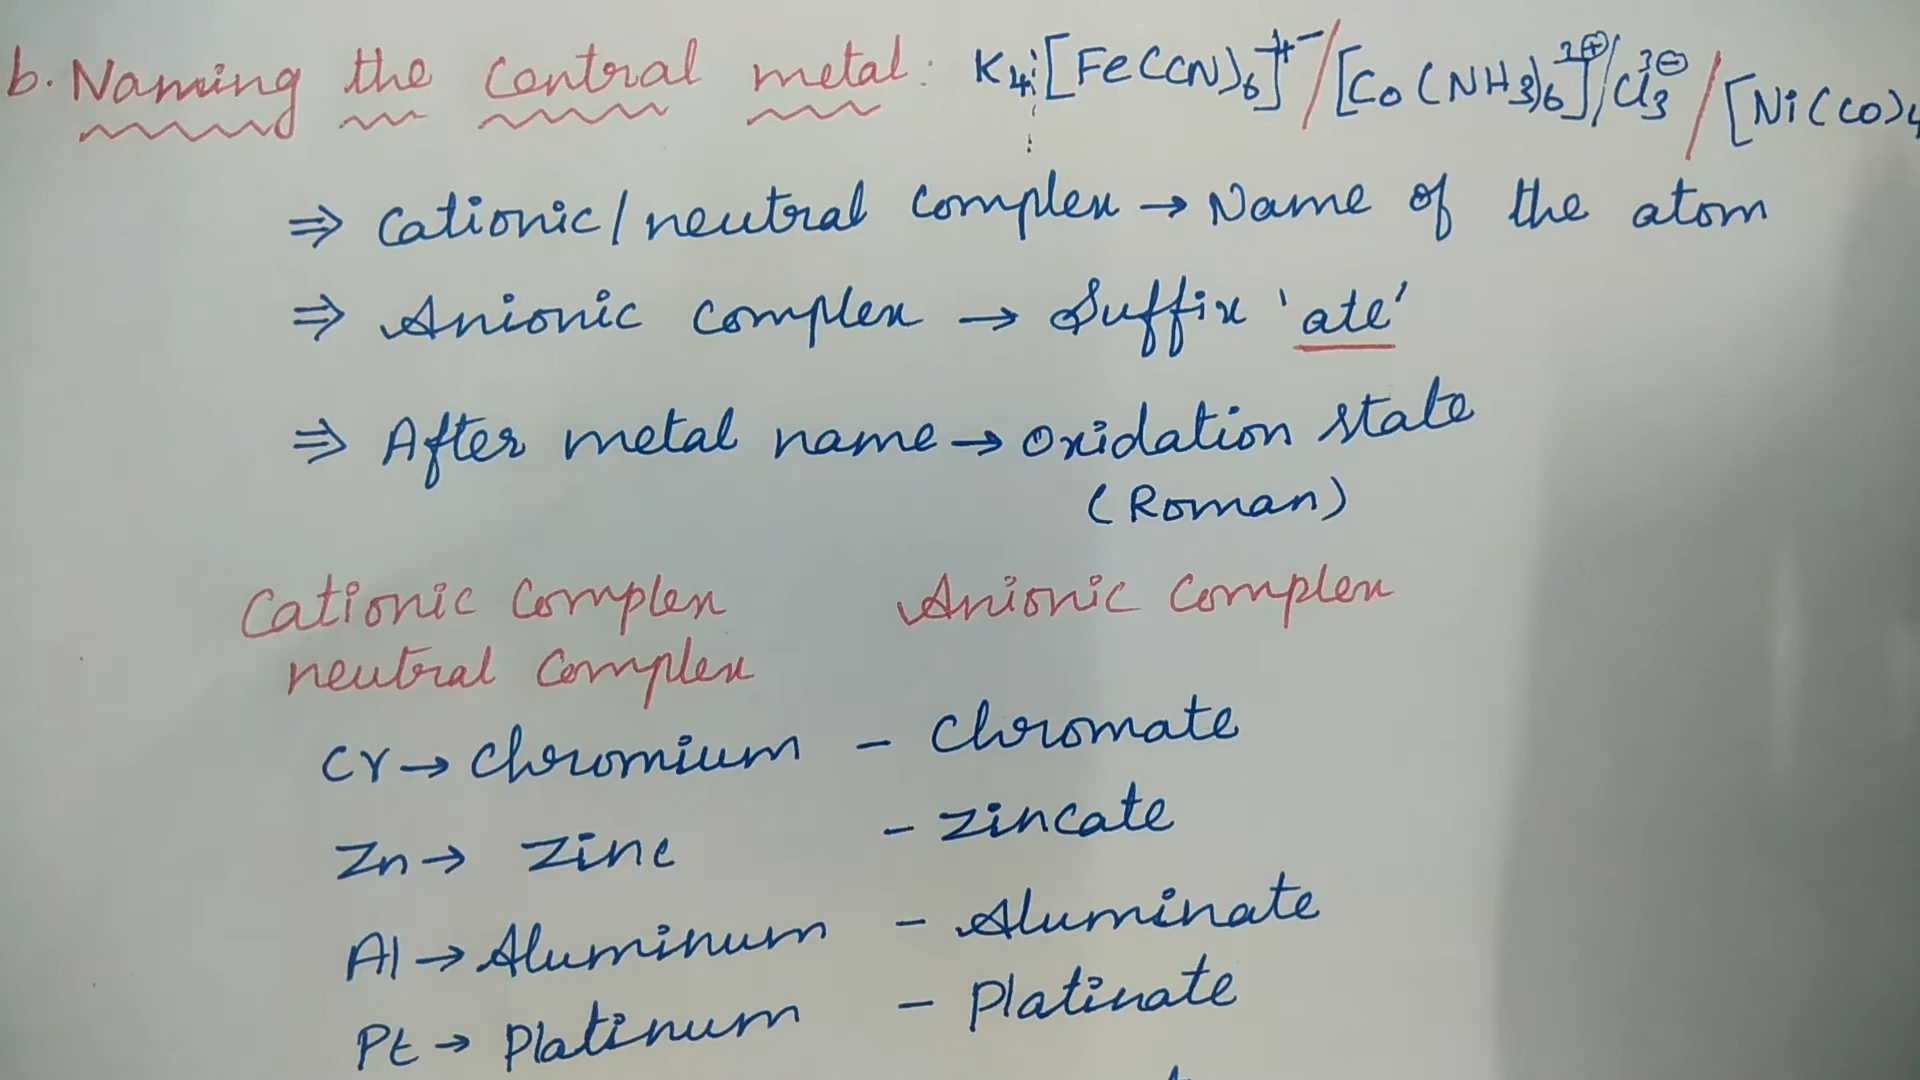 b. Naming the central metal: K4[Fe(CN)6]4-/[Co(NH3)6]3⊕/Cl3 3⊖/[Ni(CO)4
⇒ Cationic/neutral complex → Name of the atom
⇒ Anionic complex → Suffix 'ate'
⇒ After metal name → Oxidation state
(Roman)
Cationic Complex Anionic Complex
neutral complex
Cr → Chromium - Chromate
Zn → Zinc - Zincate
Al → Aluminum - Aluminate
Pt → Platinum - Platinate